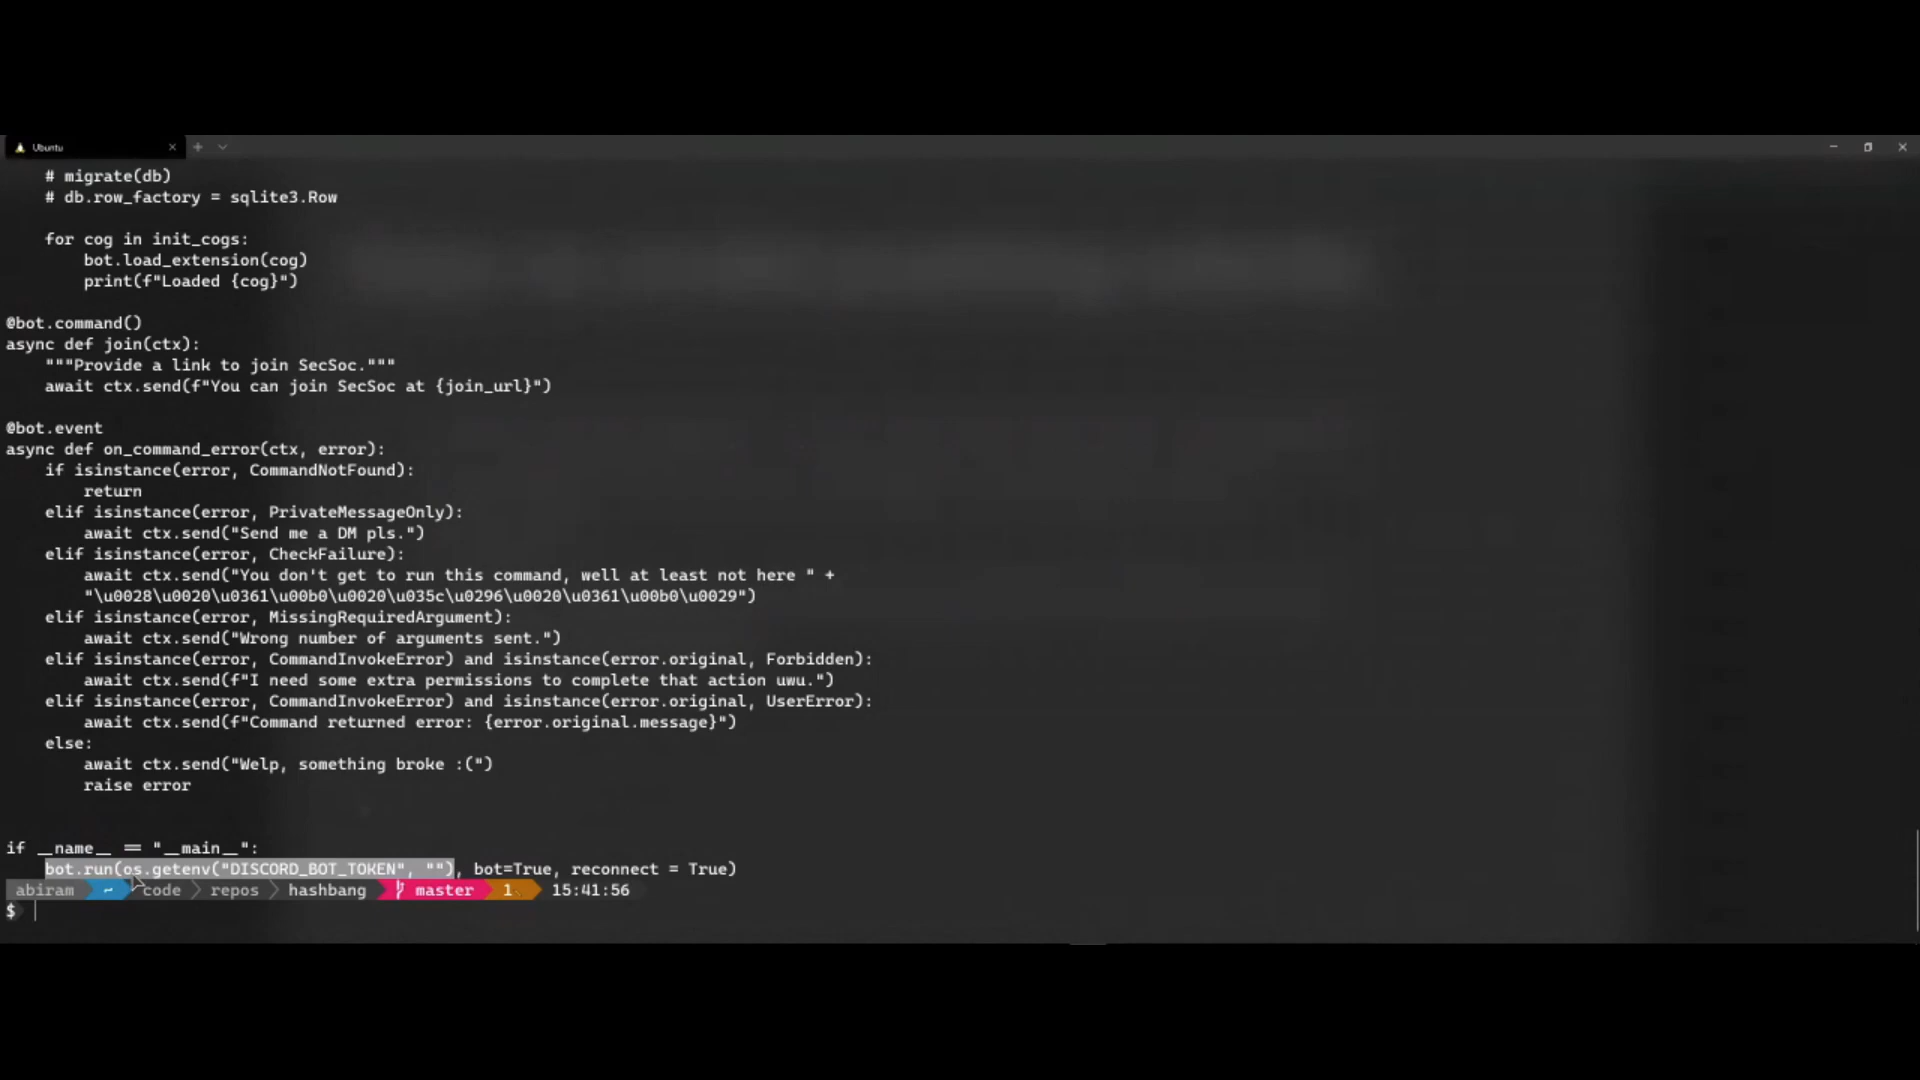 Ubuntu
    # migrate(db)
    # db.row_factory = sqlite3.Row
    for cog in init_cogs:
        bot.load_extension(cog)
        print(f"Loaded {cog}")
@bot.command()
async def join(ctx):
    """Provide a link to join SecSoc."""
    await ctx.send(f"You can join SecSoc at {join_url}")
@bot.event
async def on_command_error(ctx, error):
    if isinstance(error, CommandNotFound):
        return
    elif isinstance(error, PrivateMessageOnly):
        await ctx.send("Send me a DM pls.")
    elif isinstance(error, CheckFailure):
        await ctx.send("You don't get to run this command, well at least not here " +
        "\u0028\u0020\u0361\u00b0\u0020\u035c\u0296\u0020\u0361\u00b0\u0029")
    elif isinstance(error, MissingRequiredArgument):
        await ctx.send("Wrong number of arguments sent.")
    elif isinstance(error, CommandInvokeError) and isinstance(error.original, Forbidden):
        await ctx.send(f"I need some extra permissions to complete that action uwu.")
    elif isinstance(error, CommandInvokeError) and isinstance(error.original, UserError):
        await ctx.send(f"Command returned error: {error.original.message}")
    else:
        await ctx.send("Welp, something broke :(")
        raise error
if __name__ == "__main__":
    bot.run(os.getenv("DISCORD_BOT_TOKEN", ""), bot=True, reconnect = True)
abiram ~ code repos hashbang master 1 15:41:56
$